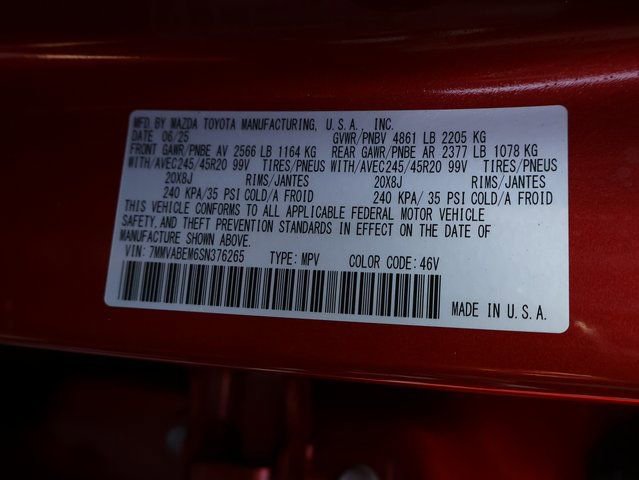 MFD. BY MAZDA TOYOTA MANUFACTURING, U.S.A., INC.
DATE 06/25 GVWR/PNBV 4861 LB 2205 KG
FRONT GAWR/PNBE AV 2566 LB 1164 KG REAR GAWR/PNBE AR 2377 LB 1078 KG
WITH/AVEC245/45R20 99V TIRES/PNEUS WITH/AVEC245/45R20 99V TIRES/PNEUS
20X8J RIMS/JANTES 20X8J RIMS/JANTES
240 KPA/ 35 PSI COLD/A FROID 240 KPA/ 35 PSI COLD/A FROID
THIS VEHICLE CONFORMS TO ALL APPLICABLE FEDERAL MOTOR VEHICLE
SAFETY, AND THEFT PREVENTION STANDARDS IN EFFECT ON THE DATE OF
MANUFACTURE SHOWN ABOVE.
VIN: 7MMVABEM6SN376265 TYPE: MPV COLOR CODE: 46V
MADE IN U.S.A.